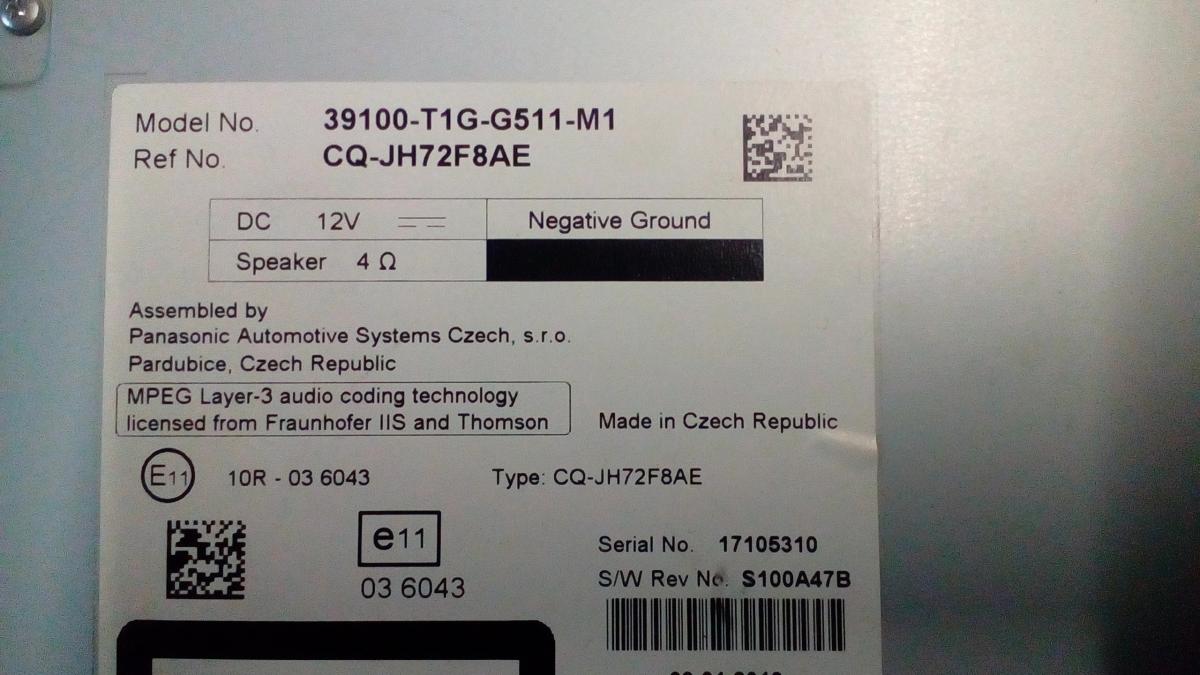 Model No. 39100-T1G-G511-M1
Ref No. CQ-JH72F8AE
DC 12V Negative Ground
Speaker 4 Ω
Assembled by
Panasonic Automotive Systems Czech, s.r.o.
Pardubice, Czech Republic
MPEG Layer-3 audio coding technology
licensed from Fraunhofer IIS and Thomson
Made in Czech Republic
E11 10R - 03 6043 Type: CQ-JH72F8AE
e11
03 6043
Serial No. 17105310
S/W Rev No. S100A47B